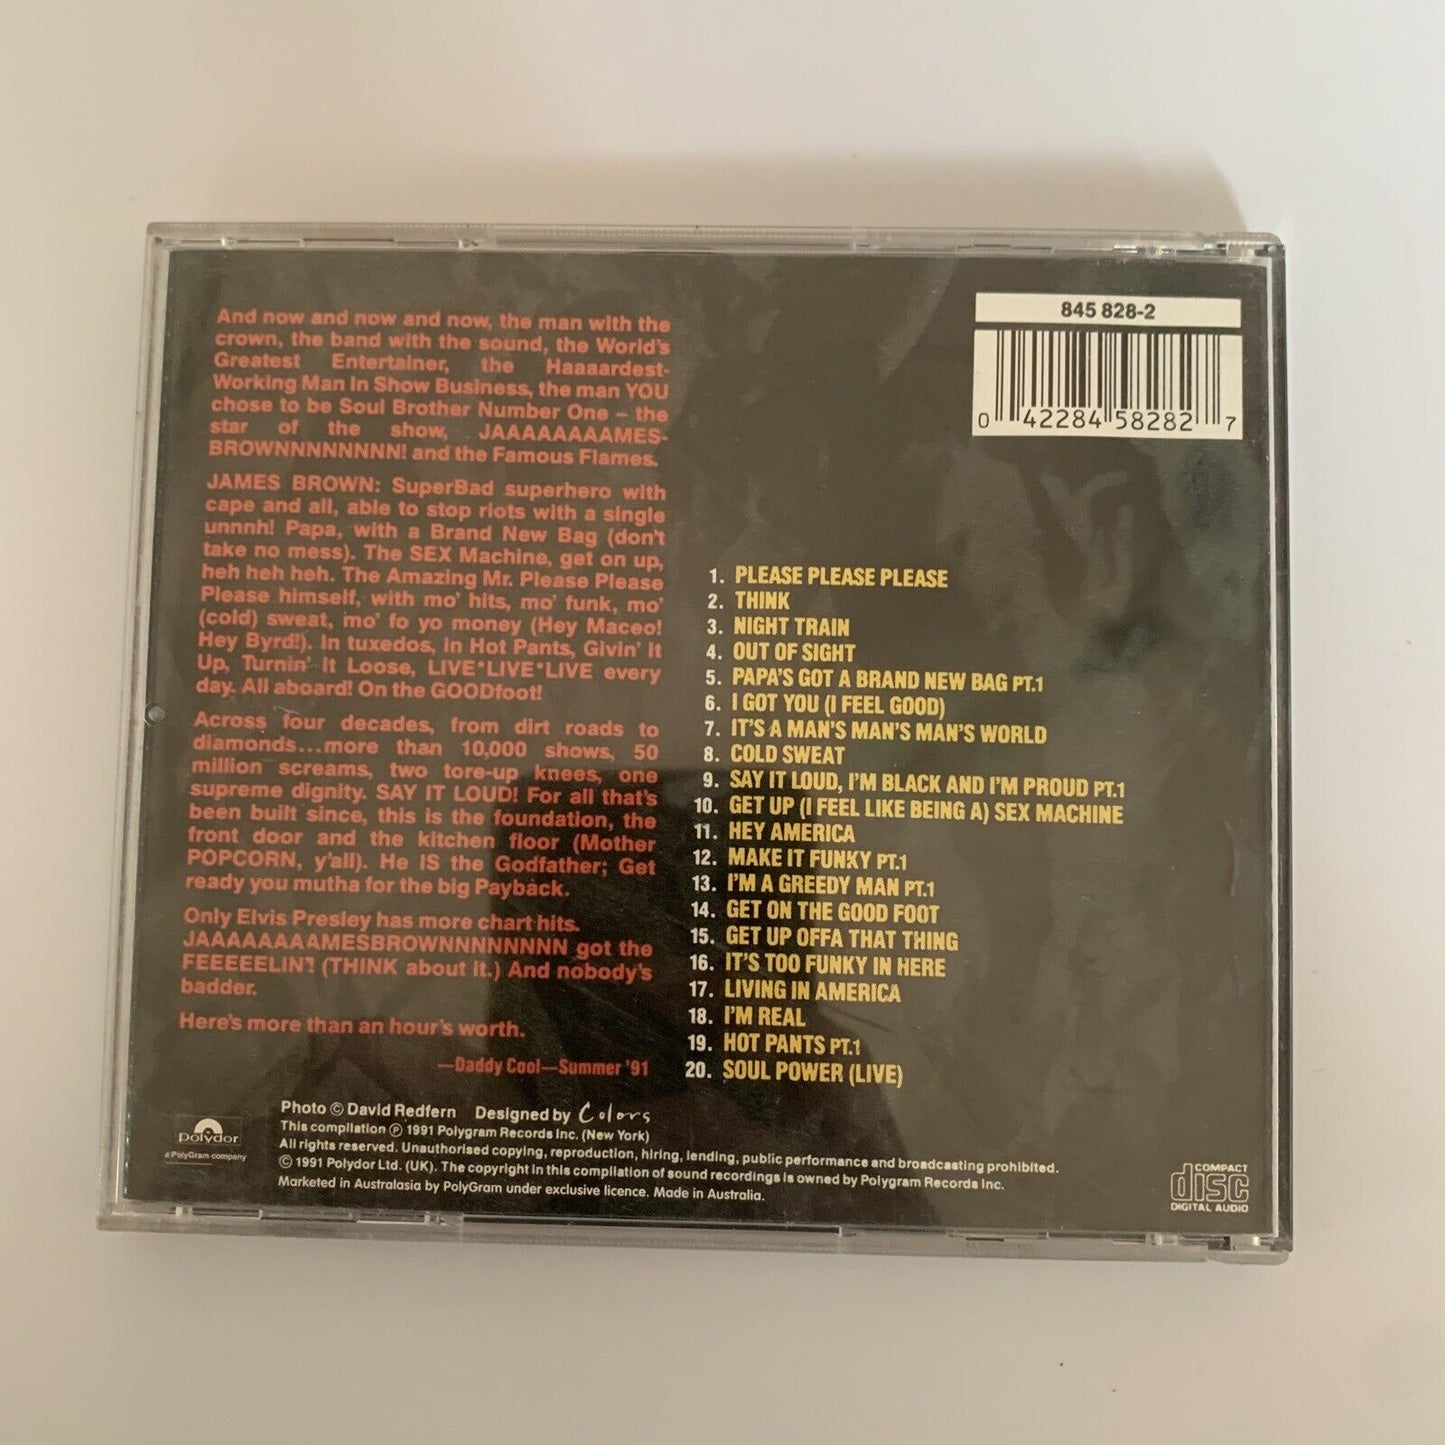 And now and now and now, the man with the
crown, the band with the sound, the World's
Greatest Entertainer, the Haaaardest-
Working Man In Show Business, the man YOU
chose to be Soul Brother Number One – the
star of the show, JAAAAAAAAMES-
BROWNNNNNNNN! and the Famous Flames.
JAMES BROWN: SuperBad superhero with
cape and all, able to stop riots with a single
unnnh! Papa, with a Brand New Bag (don't
take no mess). The SEX Machine, get on up,
heh heh heh. The Amazing Mr. Please Please
Please himself, with mo' hits, mo' funk, mo'
(cold) sweat, mo' fo yo money (Hey Maceo!
Hey Byrd!). In tuxedos, in Hot Pants, Givin' It
Up, Turnin' It Loose, LIVE*LIVE*LIVE every
day. All aboard! On the GOODfoot!
Across four decades, from dirt roads to
diamonds...more than 10,000 shows, 50
million screams, two tore-up knees, one
supreme dignity. SAY IT LOUD! For all that's
been built since, this is the foundation, the
front door and the kitchen floor (Mother
POPCORN, y'all). He IS the Godfather; Get
ready you mutha for the big Payback.
Only Elvis Presley has more chart hits.
JAAAAAAAAMESBROWNNNNNNNNN got the
FEEEEELIN'! (THINK about it.) And nobody's
badder.
Here's more than an hour's worth.
—Daddy Cool—Summer '91
845 828-2
0 42284 58282 7
1. PLEASE PLEASE PLEASE
2. THINK
3. NIGHT TRAIN
4. OUT OF SIGHT
5. PAPA'S GOT A BRAND NEW BAG PT.1
6. I GOT YOU (I FEEL GOOD)
7. IT'S A MAN'S MAN'S MAN'S WORLD
8. COLD SWEAT
9. SAY IT LOUD, I'M BLACK AND I'M PROUD PT.1
10. GET UP (I FEEL LIKE BEING A) SEX MACHINE
11. HEY AMERICA
12. MAKE IT FUNKY PT.1
13. I'M A GREEDY MAN PT.1
14. GET ON THE GOOD FOOT
15. GET UP OFFA THAT THING
16. IT'S TOO FUNKY IN HERE
17. LIVING IN AMERICA
18. I'M REAL
19. HOT PANTS PT.1
20. SOUL POWER (LIVE)
polydor
a PolyGram company
Photo © David Redfern Designed by Colors
This compilation ℗ 1991 Polygram Records Inc. (New York)
All rights reserved. Unauthorised copying, reproduction, hiring, lending, public performance and broadcasting prohibited.
© 1991 Polydor Ltd. (UK). The copyright in this compilation of sound recordings is owned by Polygram Records Inc.
Marketed in Australasia by PolyGram under exclusive licence. Made in Australia.
COMPACT
disc
DIGITAL AUDIO